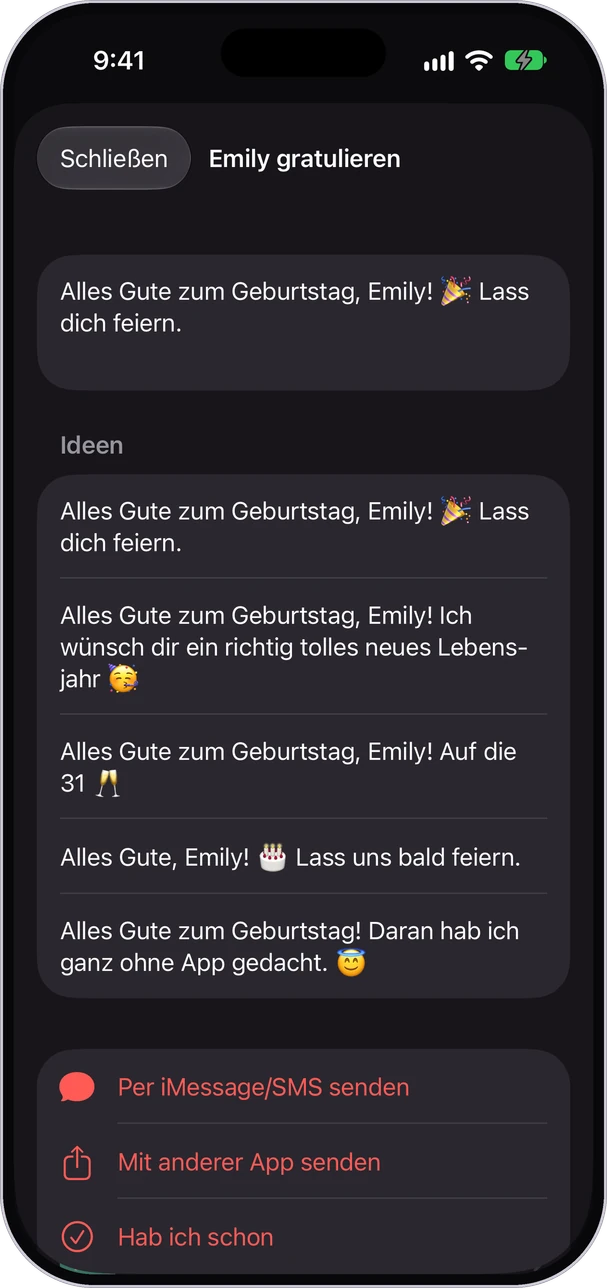 9:41
Schließen
Emily gratulieren
Alles Gute zum Geburtstag, Emily! 🎉 Lass
dich feiern.
Ideen
Alles Gute zum Geburtstag, Emily! 🎉 Lass
dich feiern.
Alles Gute zum Geburtstag, Emily! Ich
wünsch dir ein richtig tolles neues Lebens-
jahr 🥳
Alles Gute zum Geburtstag, Emily! Auf die
31 🥂
Alles Gute, Emily! 🎂 Lass uns bald feiern.
Alles Gute zum Geburtstag! Daran hab ich
ganz ohne App gedacht. 😇
Per iMessage/SMS senden
Mit anderer App senden
Hab ich schon